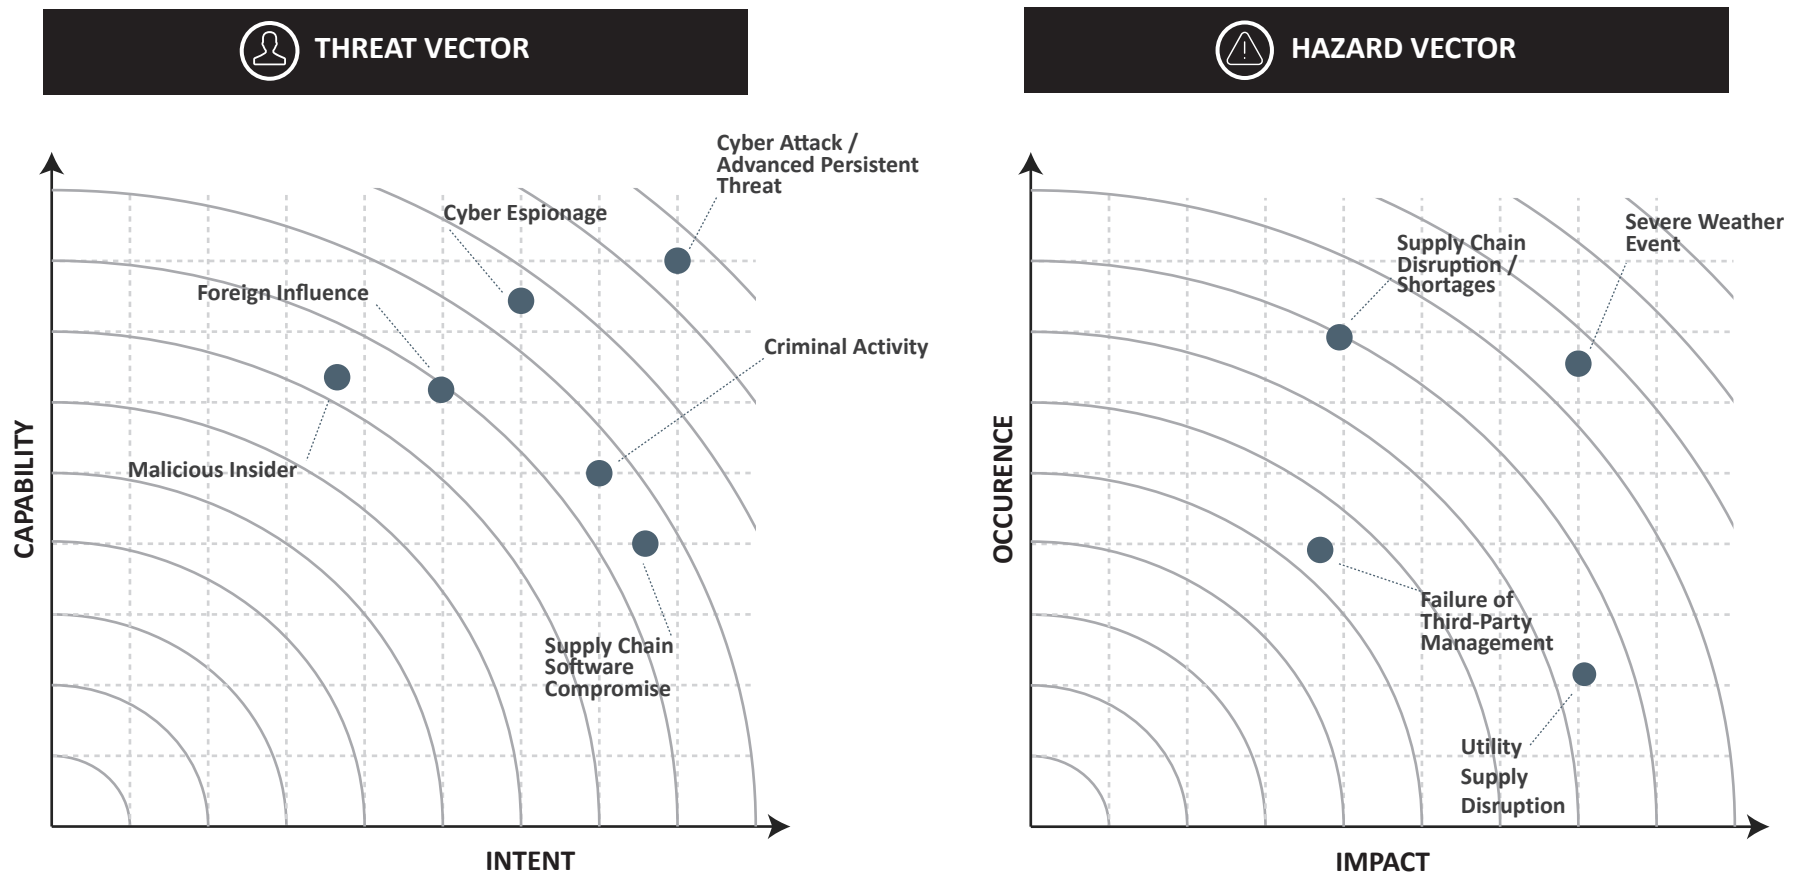 THREAT VECTOR
Cyber Attack /
Advanced Persistent
Threat
Cyber Espionage
Foreign Influence
Criminal Activity
Malicious Insider
Supply Chain
Software
Compromise
CAPABILITY
INTENT
HAZARD VECTOR
Severe Weather
Event
Supply Chain
Disruption /
Shortages
Failure of
Third-Party
Management
Utility
Supply
Disruption
OCCURENCE
IMPACT